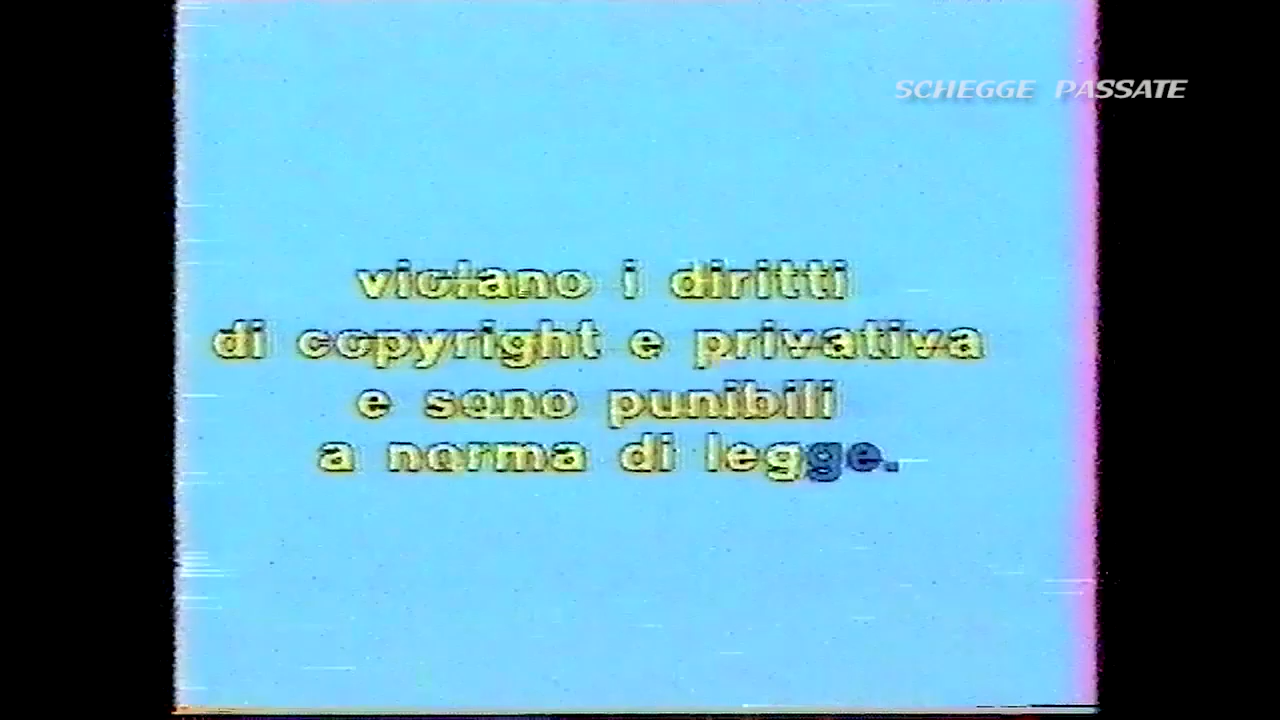 SCHEGGE PASSATE
violano i diritti
di copyright e privativa
e sono punibili
a norma di legge.